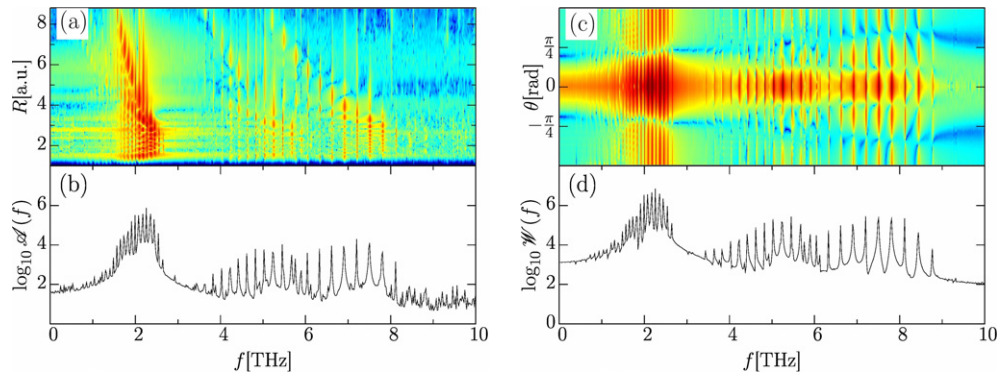 (a)
R[a.u.]
8
6
4
2
(b)
log₁₀ 𝒜(f)
6
4
2
0 2 4 6 8 10
f[THz]
(c)
θ[rad]
π/4
0
−π/4
(d)
log₁₀ 𝒲(f)
6
4
2
0 2 4 6 8 10
f[THz]